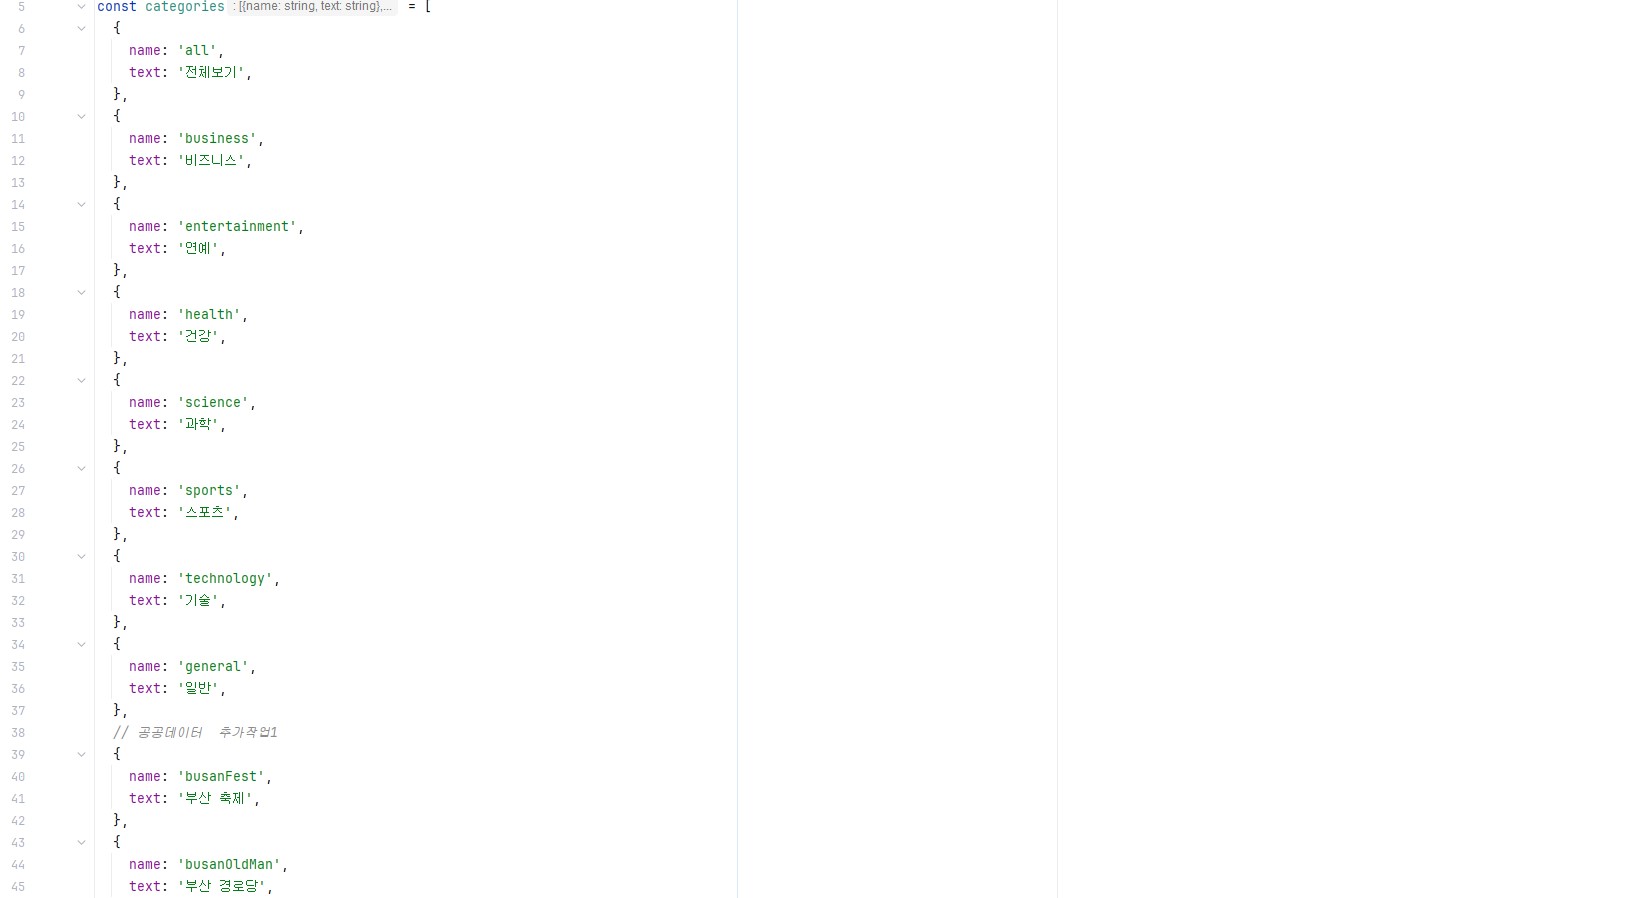 5 const categories : [{name: string, text: string},... = [
6 {
7 name: 'all',
8 text: '전체보기',
9 },
10 {
11 name: 'business',
12 text: '비즈니스',
13 },
14 {
15 name: 'entertainment',
16 text: '연예',
17 },
18 {
19 name: 'health',
20 text: '건강',
21 },
22 {
23 name: 'science',
24 text: '과학',
25 },
26 {
27 name: 'sports',
28 text: '스포츠',
29 },
30 {
31 name: 'technology',
32 text: '기술',
33 },
34 {
35 name: 'general',
36 text: '일반',
37 },
38 // 공공데이터  추가작업1
39 {
40 name: 'busanFest',
41 text: '부산 축제',
42 },
43 {
44 name: 'busanOldMan',
45 text: '부산 경로당',